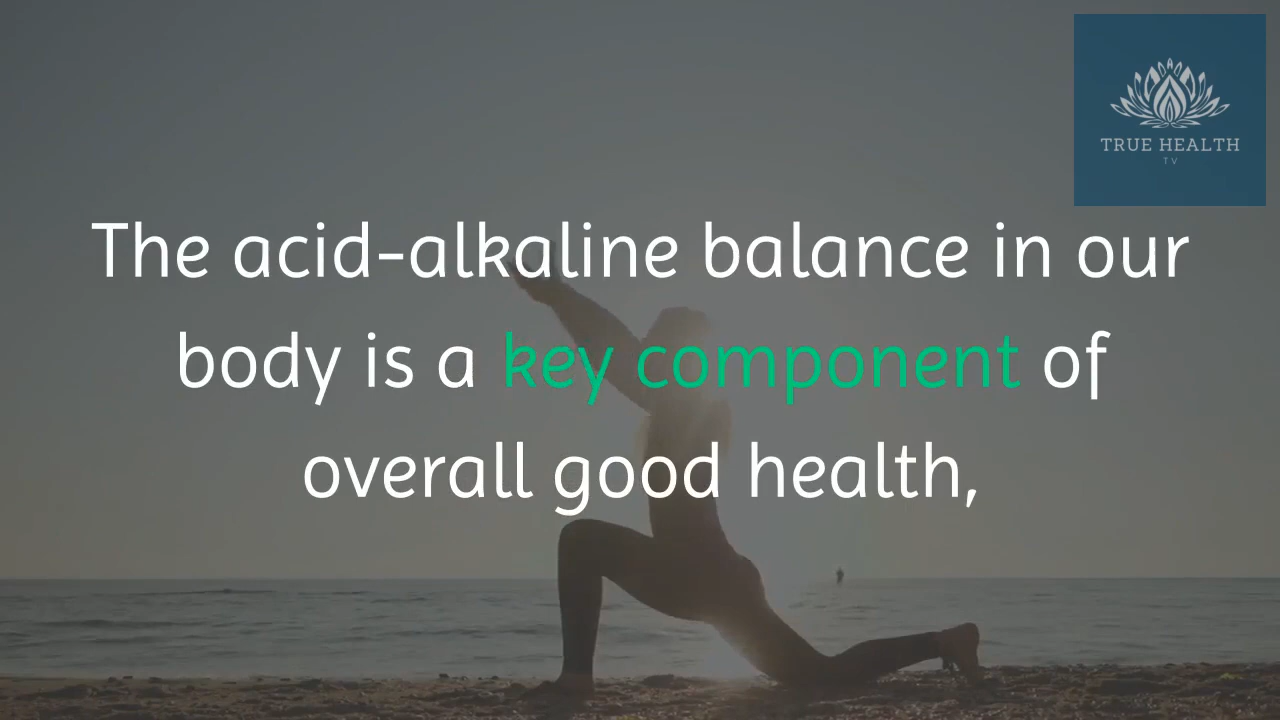 TRUE HEALTH
TV
The acid-alkaline balance in our
body is a key component of
overall good health,